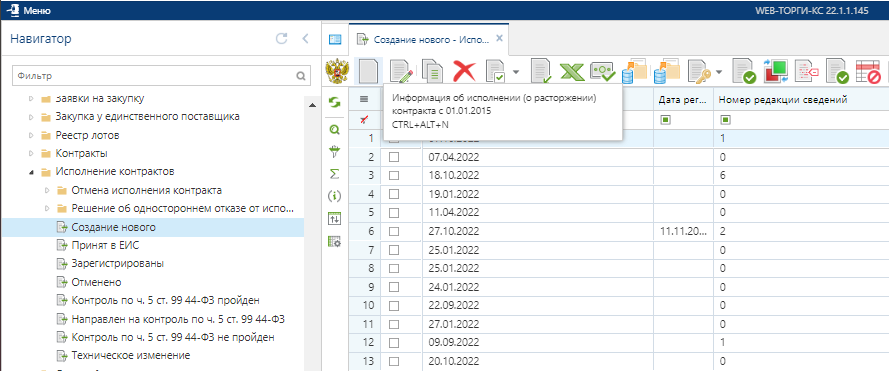 Меню
WEB-ТОРГИ-КС 22.1.1.145
Навигатор
Фильтр
Заявки на закупку
Закупка у единственного поставщика
Реестр лотов
Контракты
Исполнение контрактов
Отмена исполнения контракта
Решение об одностороннем отказе от испо...
Создание нового
Принят в ЕИС
Зарегистрированы
Отменено
Контроль по ч. 5 ст. 99 44-ФЗ пройден
Направлен на контроль по ч. 5 ст. 99 44-ФЗ
Контроль по ч. 5 ст. 99 44-ФЗ не пройден
Техническое изменение
Создание нового - Испо...
Информация об исполнении (о расторжении)
контракта с 01.01.2015
CTRL+ALT+N
Дата рег... Номер редакции сведений
1 1
2 07.04.2022 0
3 18.10.2022 6
4 19.01.2022 0
5 11.04.2022 0
6 27.10.2022 11.11.20... 2
7 25.01.2022 0
8 25.01.2022 0
9 24.01.2022 0
10 22.09.2022 0
11 27.01.2022 0
12 09.09.2022 1
13 20.10.2022 0